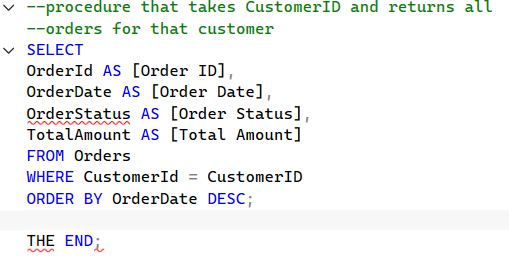 --procedure that takes CustomerID and returns all
--orders for that customer
SELECT
OrderId AS [Order ID],
OrderDate AS [Order Date],
OrderStatus AS [Order Status],
TotalAmount AS [Total Amount]
FROM Orders
WHERE CustomerId = CustomerID
ORDER BY OrderDate DESC;
THE END;